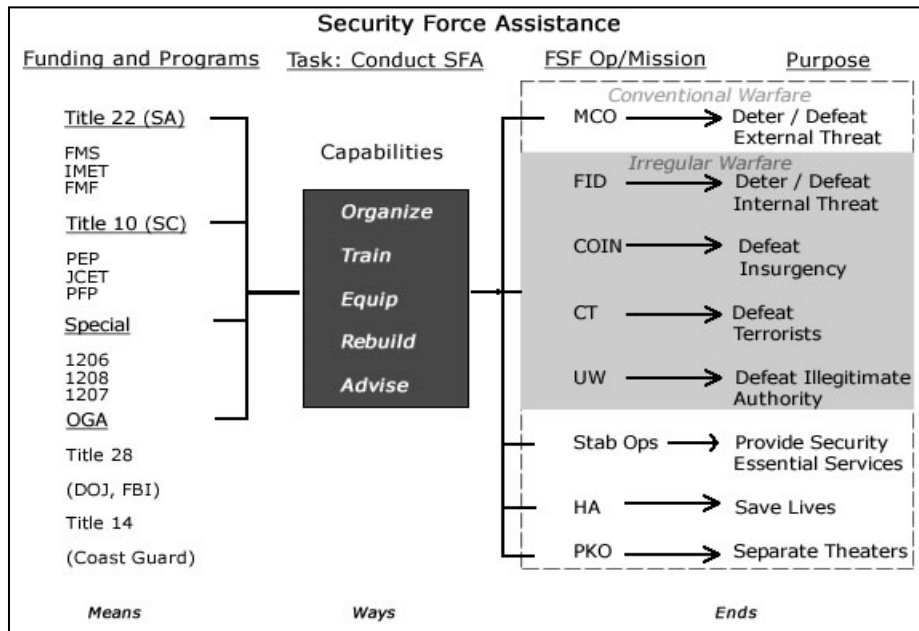 Security Force Assistance
Funding and Programs
Task: Conduct SFA
FSF Op/Mission
Purpose
Title 22 (SA)
FMS
IMET
FMF
Title 10 (SC)
PEP
JCET
PFP
Special
1206
1208
1207
OGA
Title 28
(DOJ, FBI)
Title 14
(Coast Guard)
Means
Capabilities
Organize
Train
Equip
Rebuild
Advise
Ways
Conventional Warfare
MCO
Deter / Defeat
External Threat
Irregular Warfare
FID
Deter / Defeat
Internal Threat
COIN
Defeat
Insurgency
CT
Defeat
Terrorists
UW
Defeat Illegitimate
Authority
Stab Ops
Provide Security
Essential Services
HA
Save Lives
PKO
Separate Theaters
Ends